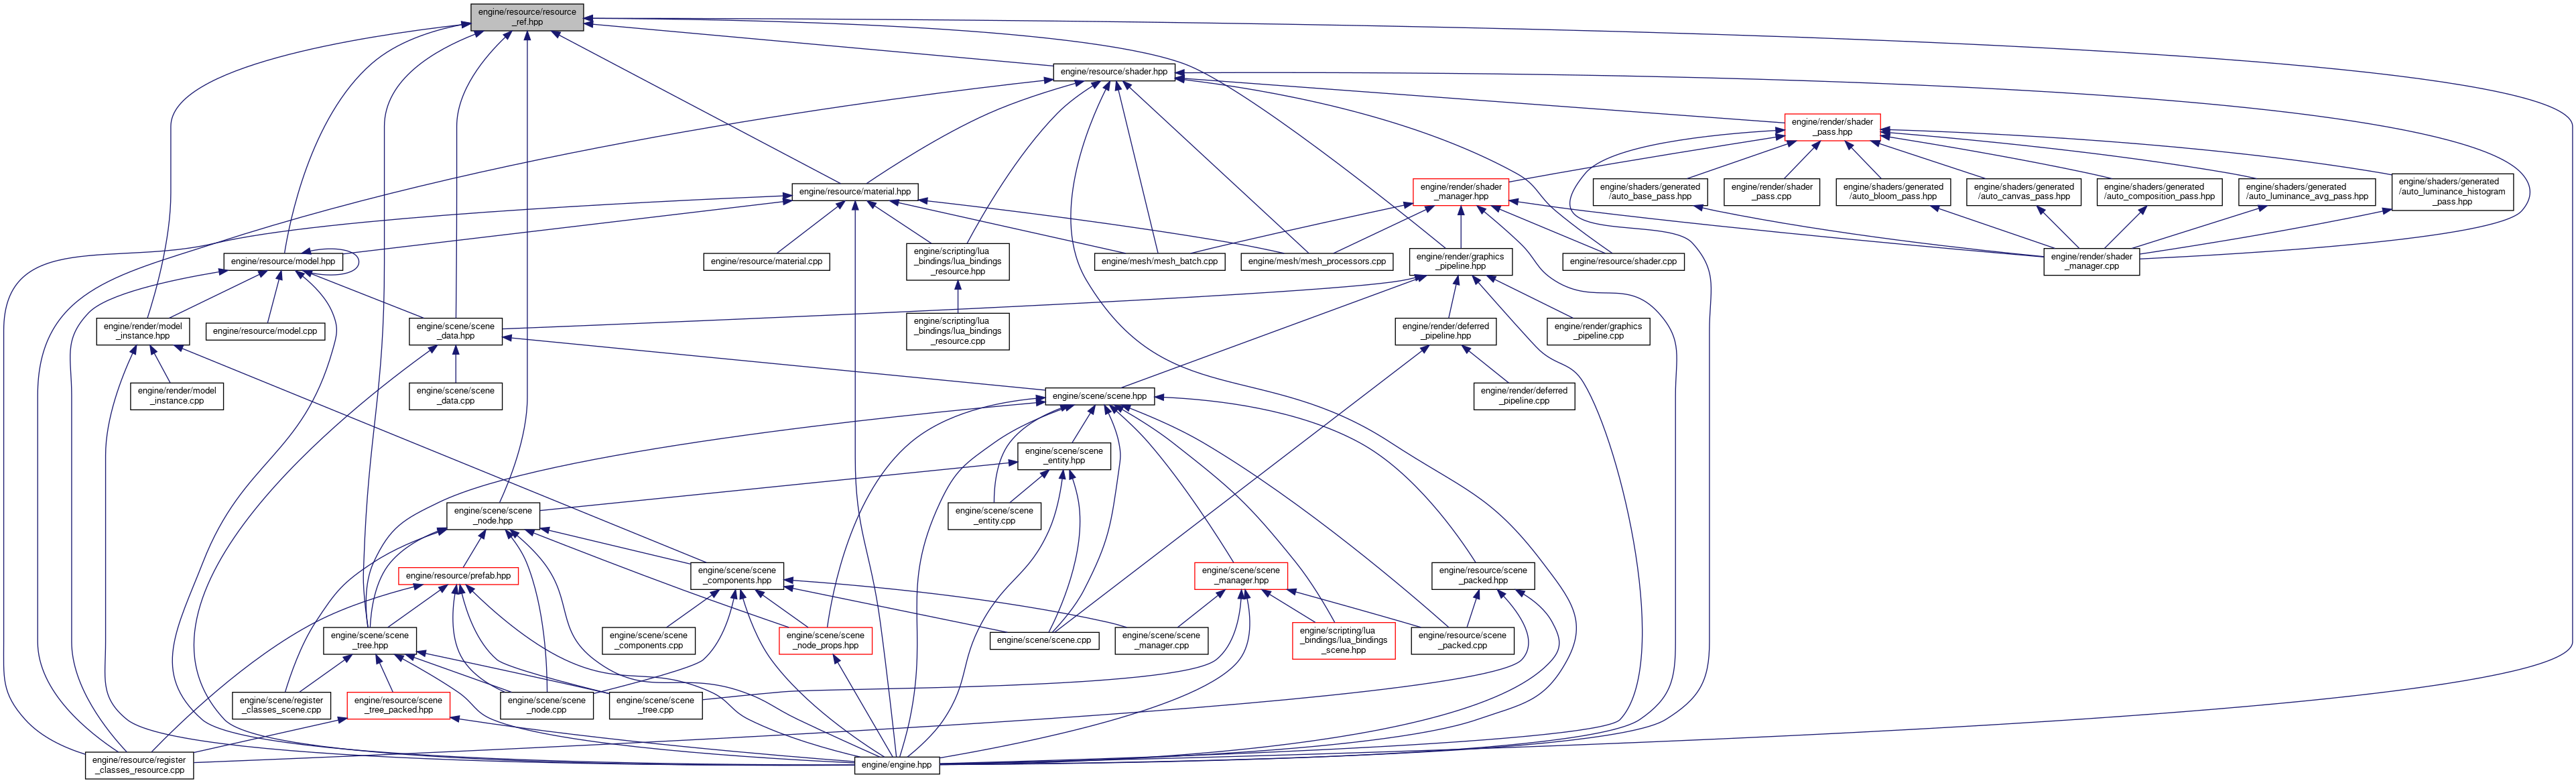 engine/resource/resource
_ref.hpp
engine/resource/shader.hpp
engine/render/shader
_pass.hpp
engine/resource/material.hpp
engine/render/shader
_manager.hpp
engine/shaders/generated
/auto_base_pass.hpp
engine/render/shader
_pass.cpp
engine/shaders/generated
/auto_bloom_pass.hpp
engine/shaders/generated
/auto_canvas_pass.hpp
engine/shaders/generated
/auto_composition_pass.hpp
engine/shaders/generated
/auto_luminance_avg_pass.hpp
engine/shaders/generated
/auto_luminance_histogram
_pass.hpp
engine/resource/model.hpp
engine/resource/material.cpp
engine/scripting/lua
_bindings/lua_bindings
_resource.hpp
engine/mesh/mesh_batch.cpp
engine/mesh/mesh_processors.cpp
engine/render/graphics
_pipeline.hpp
engine/resource/shader.cpp
engine/render/shader
_manager.cpp
engine/render/model
_instance.hpp
engine/resource/model.cpp
engine/scene/scene
_data.hpp
engine/scripting/lua
_bindings/lua_bindings
_resource.cpp
engine/render/deferred
_pipeline.hpp
engine/render/graphics
_pipeline.cpp
engine/render/model
_instance.cpp
engine/scene/scene
_data.cpp
engine/scene/scene.hpp
engine/render/deferred
_pipeline.cpp
engine/scene/scene
_entity.hpp
engine/scene/scene
_node.hpp
engine/scene/scene
_entity.cpp
engine/resource/prefab.hpp
engine/scene/scene
_components.hpp
engine/scene/scene
_manager.hpp
engine/resource/scene
_packed.hpp
engine/scene/scene
_tree.hpp
engine/scene/scene
_components.cpp
engine/scene/scene
_node_props.hpp
engine/scene/scene.cpp
engine/scene/scene
_manager.cpp
engine/scripting/lua
_bindings/lua_bindings
_scene.hpp
engine/resource/scene
_packed.cpp
engine/scene/register
_classes_scene.cpp
engine/resource/scene
_tree_packed.hpp
engine/scene/scene
_node.cpp
engine/scene/scene
_tree.cpp
engine/resource/register
_classes_resource.cpp
engine/engine.hpp